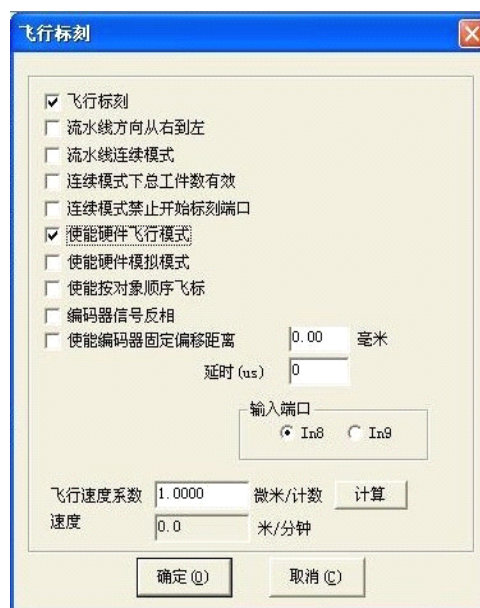 飞行标刻
飞行标刻
流水线方向从右到左
流水线连续模式
连续模式下总工件数有效
连续模式禁止开始标刻端口
使能硬件飞行模式
使能硬件模拟模式
使能按对象顺序飞标
编码器信号反相
使能编码器固定偏移距离 0.00 毫米
延时(us) 0
输入端口
In8 In9
飞行速度系数 1.0000 微米/计数 计算
速度 0.0 米/分钟
确定(O) 取消(C)